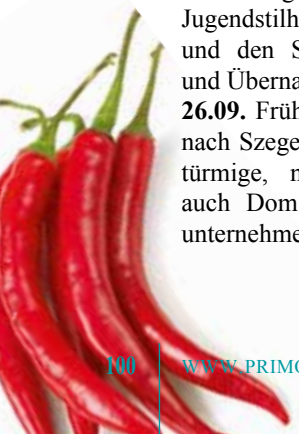 Jugendstilh
und den S
und Überna
26.09. Früh
nach Szege
türmige, n
auch Dom
unternehme
100 WWW.PRIMO